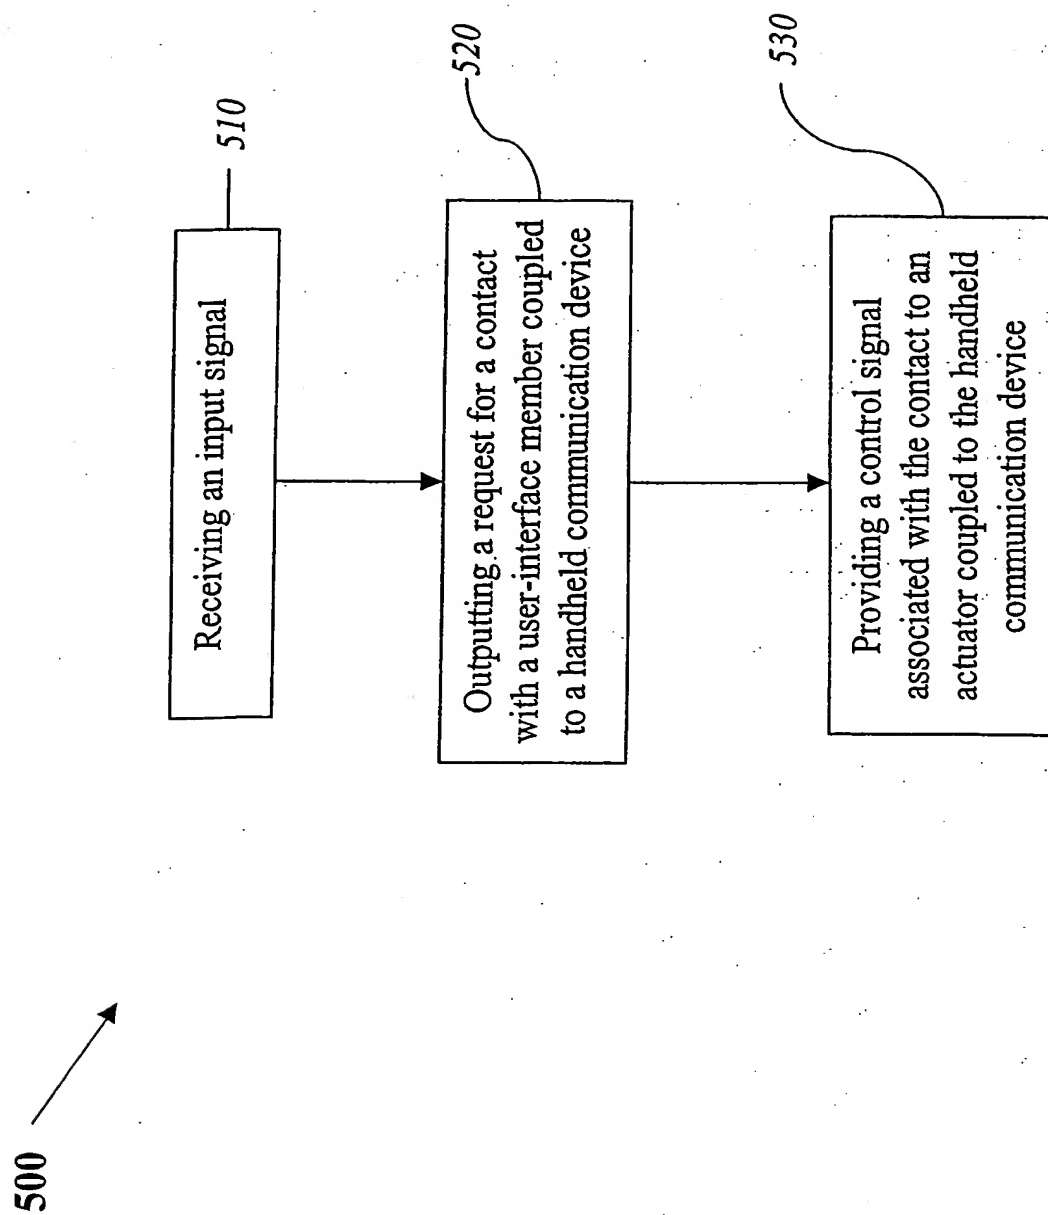 500
Receiving an input signal
510
Outputting a request for a contact
with a user-interface member coupled
to a handheld communication device
520
Providing a control signal
associated with the contact to an
actuator coupled to the handheld
communication device
530